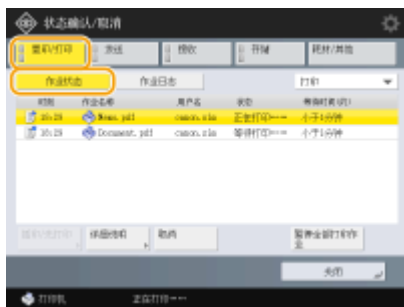 状态确认/取消
复印/打印 发送 接收 存储 耗材/其他
作业状态 作业日志 打印
时间 作业名称 用户名 状态 等待时间(约)
16:29 News.pdf 正在打印 小于1分钟
16:29 Document.pdf 等待打印 小于1分钟
详细信息 取消 暂停全部打印作业
关闭
打印机 正在打印